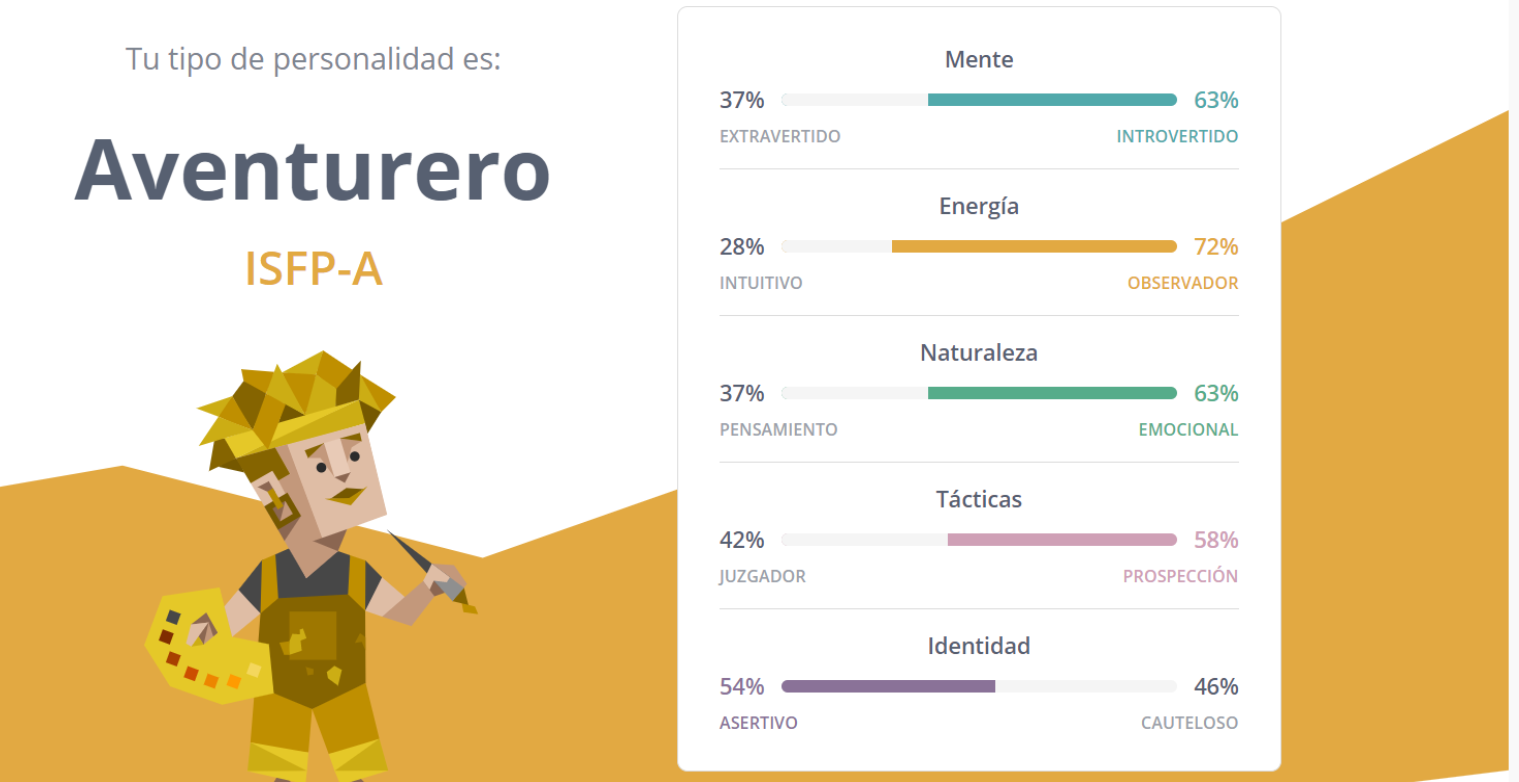 Tu tipo de personalidad es:
Aventurero
ISFP-A
Mente
37% 63%
EXTRAVERTIDO INTROVERTIDO
Energía
28% 72%
INTUITIVO OBSERVADOR
Naturaleza
37% 63%
PENSAMIENTO EMOCIONAL
Tácticas
42% 58%
JUZGADOR PROSPECCIÓN
Identidad
54% 46%
ASERTIVO CAUTELOSO